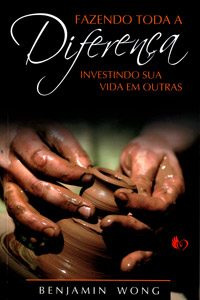 FAZENDO TODA A
Diferença
INVESTINDO SUA
VIDA EM OUTRAS
BENJAMIN WONG